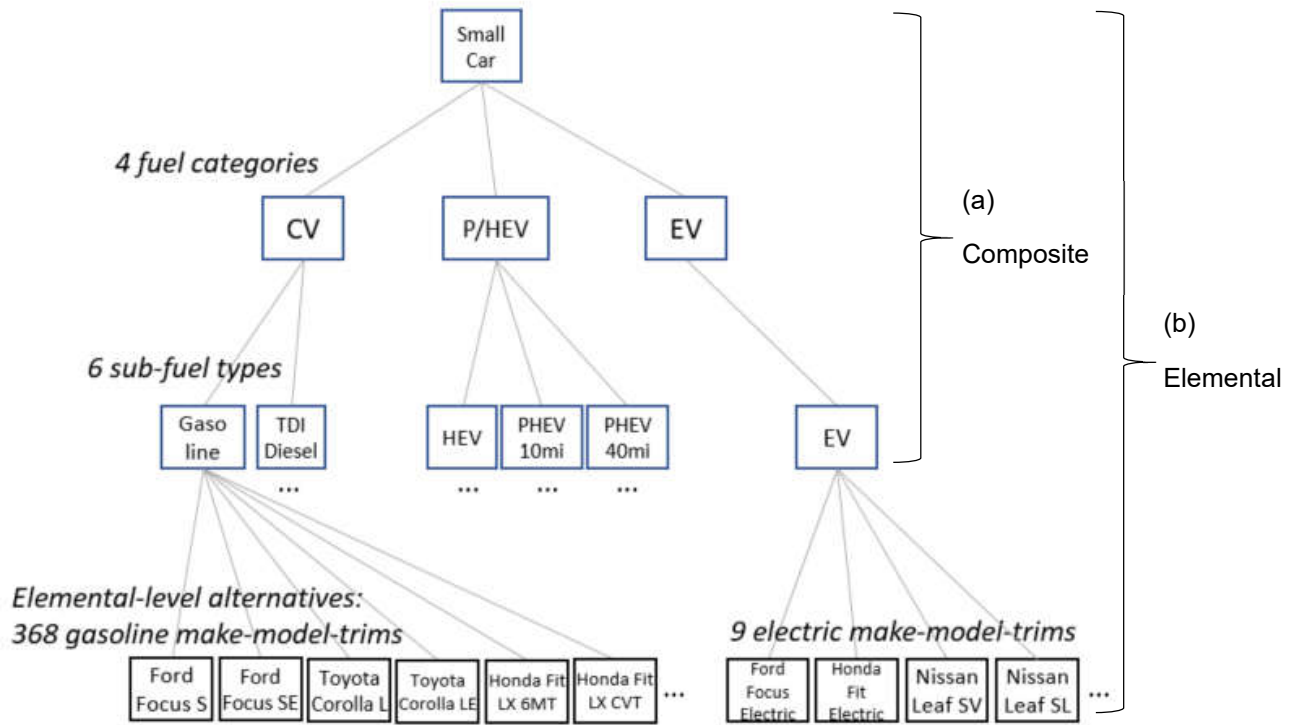 Small
Car
4 fuel categories
CV
P/HEV
EV
(a)
Composite
(b)
Elemental
6 sub-fuel types
Gaso
line
TDI
Diesel
HEV
PHEV
10mi
PHEV
40mi
EV
...
...
...
...
Elemental-level alternatives:
368 gasoline make-model-trims
9 electric make-model-trims
Ford
Focus S
Ford
Focus SE
Toyota
Corolla L
Toyota
Corolla LE
Honda Fit
LX 6MT
Honda Fit
LX CVT
...
Ford
Focus
Electric
Honda
Fit
Electric
Nissan
Leaf SV
Nissan
Leaf SL
...